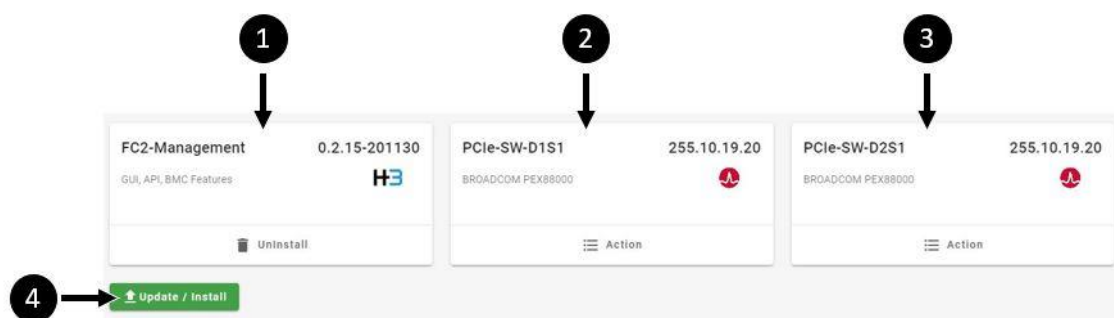 1
2
3
FC2-Management 0.2.15-201130
GUI, API, BMC Features H3
Uninstall
PCIe-SW-D1S1 255.10.19.20
BROADCOM PEX88000
Action
PCIe-SW-D2S1 255.10.19.20
BROADCOM PEX88000
Action
4
Update / Install